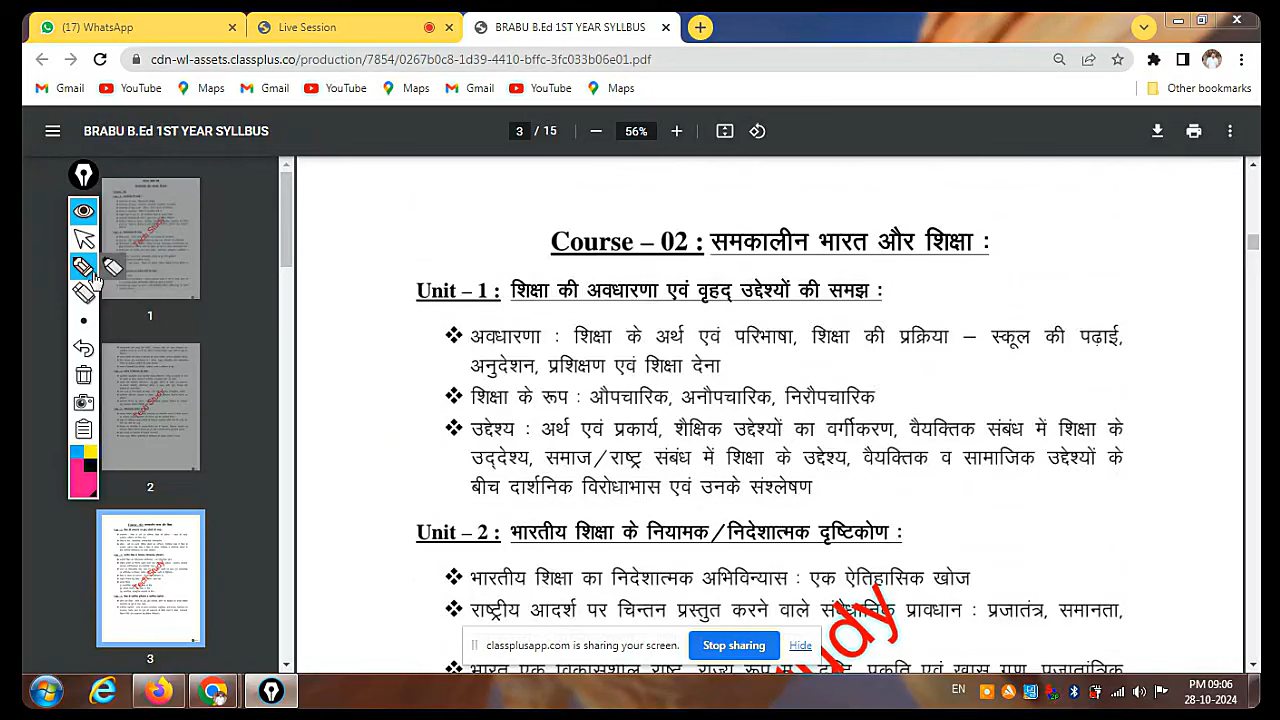 (17) WhatsApp
Live Session
BRABU B.Ed 1ST YEAR SYLLBUS
cdn-wl-assets.classplus.co/production/7854/0267b0c8-1d39-4410-bffc-3fc033b06e01.pdf
Gmail YouTube Maps Gmail YouTube Maps Gmail YouTube Maps Other bookmarks
BRABU B.Ed 1ST YEAR SYLLBUS
3 / 15
56%
1
2
3
Course – 02 : समकालीन भारत और शिक्षा :
Unit – 1 : शिक्षा की अवधारणा एवं वृहद् उद्देश्यों की समझ :
❖ अवधारणा : शिक्षा के अर्थ एवं परिभाषा, शिक्षा की प्रक्रिया – स्कूल की पढ़ाई,
अनुदेशन, प्रशिक्षण एवं शिक्षा देना
❖ शिक्षा के रूप : औपचारिक, अनौपचारिक, निरौपचारिक
❖ उद्देश्य : अर्थ एवं प्रकार्य, शैक्षिक उद्देश्यों का वर्गीकरण, वैयक्तिक संबंध में शिक्षा के
उद्देश्य, समाज/राष्ट्र संबंध में शिक्षा के उद्देश्य, वैयक्तिक व सामाजिक उद्देश्यों के
बीच दार्शनिक विरोधाभास एवं उनके संश्लेषण
Unit – 2 : भारतीय शिक्षा के नियामक/निदेशात्मक दृष्टिकोण :
❖ भारतीय शिक्षा का निदेशात्मक अभिविन्यास : एक ऐतिहासिक खोज
❖ राष्ट्रीय आदर्श पर चिन्तन प्रस्तुत करने वाले संवैधानिक प्रावधान : प्रजातंत्र, समानता,
classplusapp.com is sharing your screen. Stop sharing Hide
EN
PM 09:06
28-10-2024